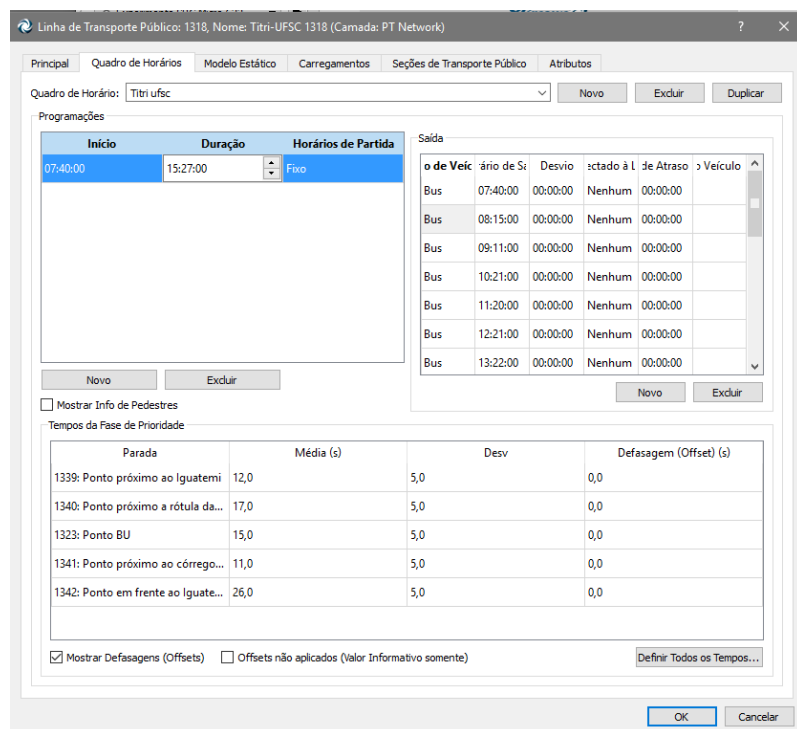 Linha de Transporte Público: 1318, Nome: Titri-UFSC 1318 (Camada: PT Network) ? ×
Principal Quadro de Horários Modelo Estático Carregamentos Seções de Transporte Público Atributos
Quadro de Horário: Titri ufsc Novo Excluir Duplicar
Programações
Início Duração Horários de Partida
07:40:00 15:27:00 Fixo
Novo Excluir
Saída
o de Veíc rário de Sa Desvio ectado à L de Atraso o Veículo
Bus 07:40:00 00:00:00 Nenhum 00:00:00
Bus 08:15:00 00:00:00 Nenhum 00:00:00
Bus 09:11:00 00:00:00 Nenhum 00:00:00
Bus 10:21:00 00:00:00 Nenhum 00:00:00
Bus 11:20:00 00:00:00 Nenhum 00:00:00
Bus 12:21:00 00:00:00 Nenhum 00:00:00
Bus 13:22:00 00:00:00 Nenhum 00:00:00
Novo Excluir
Mostrar Info de Pedestres
Tempos da Fase de Prioridade
Parada Média (s) Desv Defasagem (Offset) (s)
1339: Ponto próximo ao Iguatemi 12,0 5,0 0,0
1340: Ponto próximo a rótula da... 17,0 5,0 0,0
1323: Ponto BU 15,0 5,0 0,0
1341: Ponto próximo ao córrego... 11,0 5,0 0,0
1342: Ponto em frente ao Iguate... 26,0 5,0 0,0
Mostrar Defasagens (Offsets) Offsets não aplicados (Valor Informativo somente) Definir Todos os Tempos...
OK Cancelar